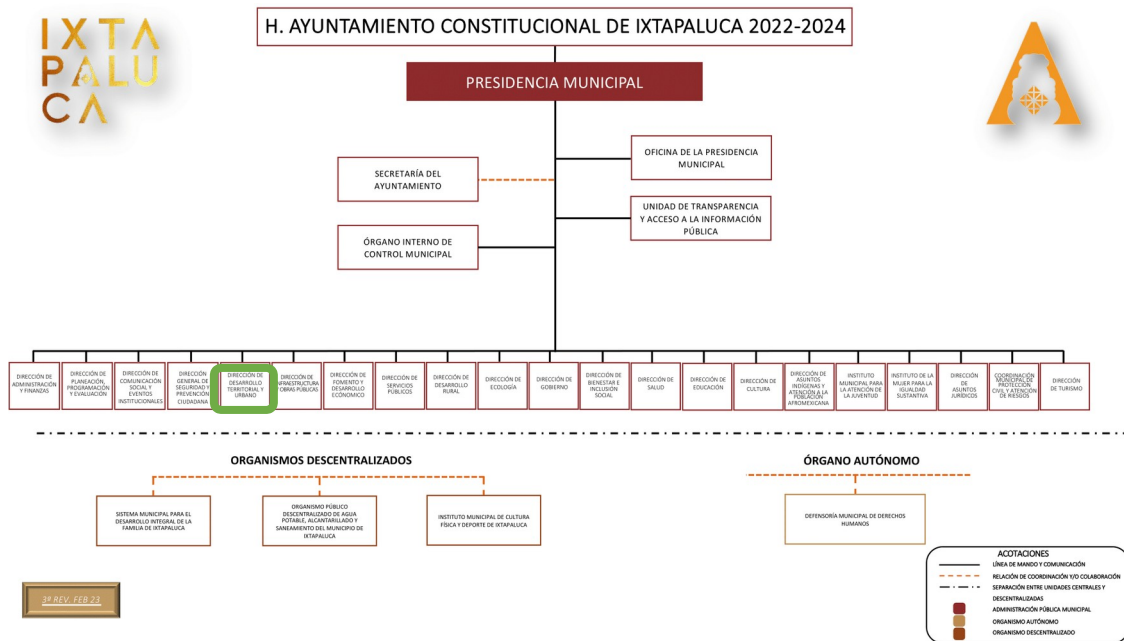 IXTA
PALU
CA
H. AYUNTAMIENTO CONSTITUCIONAL DE IXTAPALUCA 2022-2024
PRESIDENCIA MUNICIPAL
OFICINA DE LA PRESIDENCIA
MUNICIPAL
SECRETARÍA DEL
AYUNTAMIENTO
UNIDAD DE TRANSPARENCIA
Y ACCESO A LA INFORMACIÓN
PÚBLICA
ÓRGANO INTERNO DE
CONTROL MUNICIPAL
DIRECCIÓN DE
ADMINISTRACIÓN
Y FINANZAS
DIRECCIÓN DE
PLANEACIÓN,
PROGRAMACIÓN
Y EVALUACIÓN
DIRECCIÓN DE
COMUNICACIÓN
SOCIAL Y
EVENTOS
INSTITUCIONALES
DIRECCIÓN
GENERAL DE
SEGURIDAD Y
PREVENCIÓN
CIUDADANA
DIRECCIÓN DE
DESARROLLO
TERRITORIAL Y
URBANO
DIRECCIÓN DE
INFRAESTRUCTURA
Y OBRAS PÚBLICAS
DIRECCIÓN DE
FOMENTO Y
DESARROLLO
ECONÓMICO
DIRECCIÓN DE
SERVICIOS
PÚBLICOS
DIRECCIÓN DE
DESARROLLO
RURAL
DIRECCIÓN DE
ECOLOGÍA
DIRECCIÓN DE
GOBIERNO
DIRECCIÓN DE
BIENESTAR E
INCLUSIÓN
SOCIAL
DIRECCIÓN DE
SALUD
DIRECCIÓN DE
EDUCACIÓN
DIRECCIÓN DE
CULTURA
DIRECCIÓN DE
ASUNTOS
INDÍGENAS Y
ATENCIÓN A LA
POBLACIÓN
AFROMEXICANA
INSTITUTO
MUNICIPAL PARA
LA ATENCIÓN DE
LA JUVENTUD
INSTITUTO DE LA
MUJER PARA LA
IGUALDAD
SUSTANTIVA
DIRECCIÓN
DE
ASUNTOS
JURÍDICOS
COORDINACIÓN
MUNICIPAL DE
PROTECCIÓN
CIVIL Y ATENCIÓN
DE RIESGOS
DIRECCIÓN
DE TURISMO
ORGANISMOS DESCENTRALIZADOS
SISTEMA MUNICIPAL PARA EL
DESARROLLO INTEGRAL DE LA
FAMILIA DE IXTAPALUCA
ORGANISMO PÚBLICO
DESCENTRALIZADO DE AGUA
POTABLE, ALCANTARILLADO Y
SANEAMIENTO DEL MUNICIPIO DE
IXTAPALUCA
INSTITUTO MUNICIPAL DE CULTURA
FÍSICA Y DEPORTE DE IXTAPALUCA
ÓRGANO AUTÓNOMO
DEFENSORÍA MUNICIPAL DE DERECHOS
HUMANOS
ACOTACIONES
LÍNEA DE MANDO Y COMUNICACIÓN
RELACIÓN DE COORDINACIÓN Y/O COLABORACIÓN
SEPARACIÓN ENTRE UNIDADES CENTRALES Y
DESCENTRALIZADAS
ADMINISTRACIÓN PÚBLICA MUNICIPAL
ORGANISMO AUTÓNOMO
ORGANISMO DESCENTRALIZADO
3ª REV. FEB 23